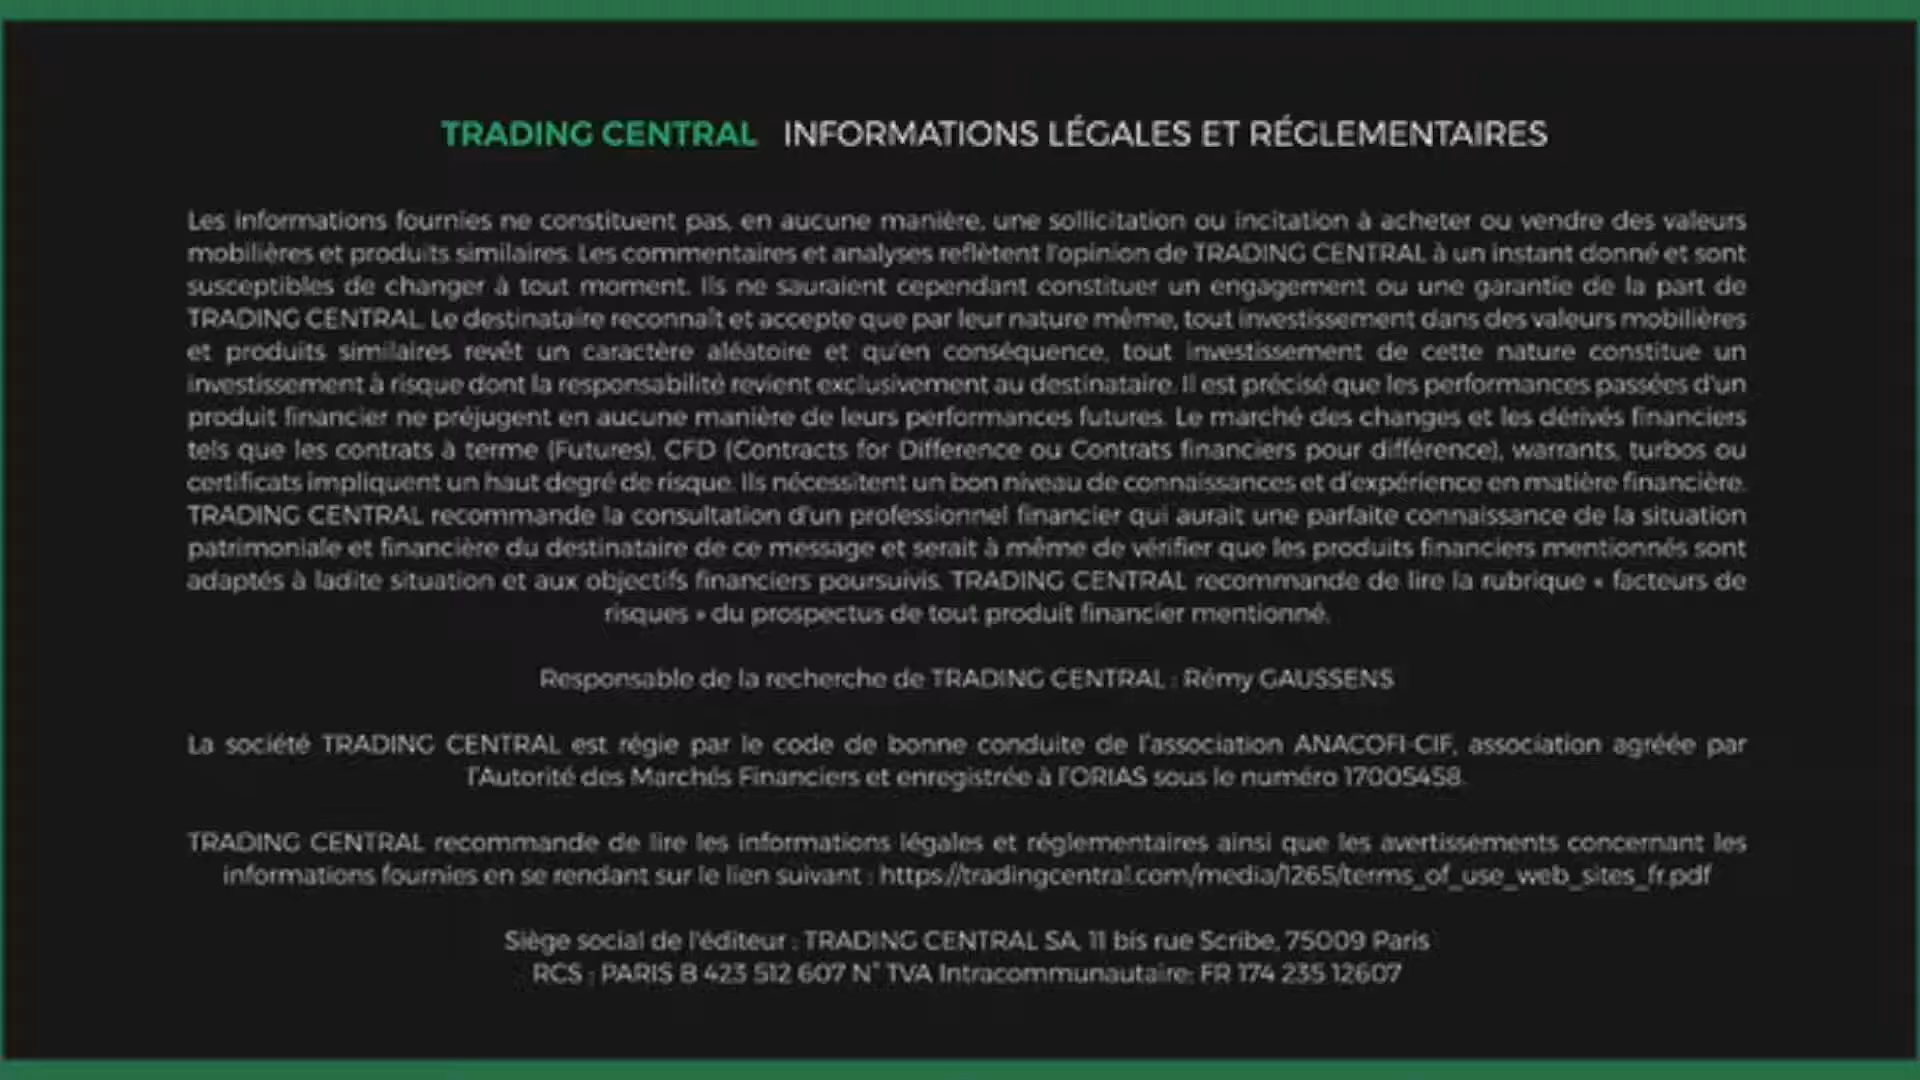 TRADING CENTRAL INFORMATIONS LÉGALES ET RÉGLEMENTAIRES
Les informations fournies ne constituent pas, en aucune manière, une sollicitation ou incitation à acheter ou vendre des valeurs
mobilières et produits similaires. Les commentaires et analyses reflètent l'opinion de TRADING CENTRAL à un instant donné et sont
susceptibles de changer à tout moment. Ils ne sauraient cependant constituer un engagement ou une garantie de la part de
TRADING CENTRAL. Le destinataire reconnaît et accepte que par leur nature même, tout investissement dans des valeurs mobilières
et produits similaires revêt un caractère aléatoire et qu'en conséquence, tout investissement de cette nature constitue un
investissement à risque dont la responsabilité revient exclusivement au destinataire. Il est précisé que les performances passées d'un
produit financier ne préjugent en aucune manière de leurs performances futures. Le marché des changes et les dérivés financiers
tels que les contrats à terme (Futures), CFD (Contracts for Difference ou Contrats financiers pour différence), warrants, turbos ou
certificats impliquent un haut degré de risque. Ils nécessitent un bon niveau de connaissances et d'expérience en matière financière.
TRADING CENTRAL recommande la consultation d'un professionnel financier qui aurait une parfaite connaissance de la situation
patrimoniale et financière du destinataire de ce message et serait à même de vérifier que les produits financiers mentionnés sont
adaptés à ladite situation et aux objectifs financiers poursuivis. TRADING CENTRAL recommande de lire la rubrique « facteurs de
risques » du prospectus de tout produit financier mentionné.
Responsable de la recherche de TRADING CENTRAL : Rémy GAUSSENS
La société TRADING CENTRAL est régie par le code de bonne conduite de l'association ANACOFI-CIF, association agréée par
l'Autorité des Marchés Financiers et enregistrée à l'ORIAS sous le numéro 17005458.
TRADING CENTRAL recommande de lire les informations légales et réglementaires ainsi que les avertissements concernant les
informations fournies en se rendant sur le lien suivant : https://tradingcentral.com/media/1265/terms_of_use_web_sites_fr.pdf
Siège social de l'éditeur : TRADING CENTRAL SA, 11 bis rue Scribe, 75009 Paris
RCS : PARIS B 423 512 607 N° TVA Intracommunautaire: FR 174 235 12607